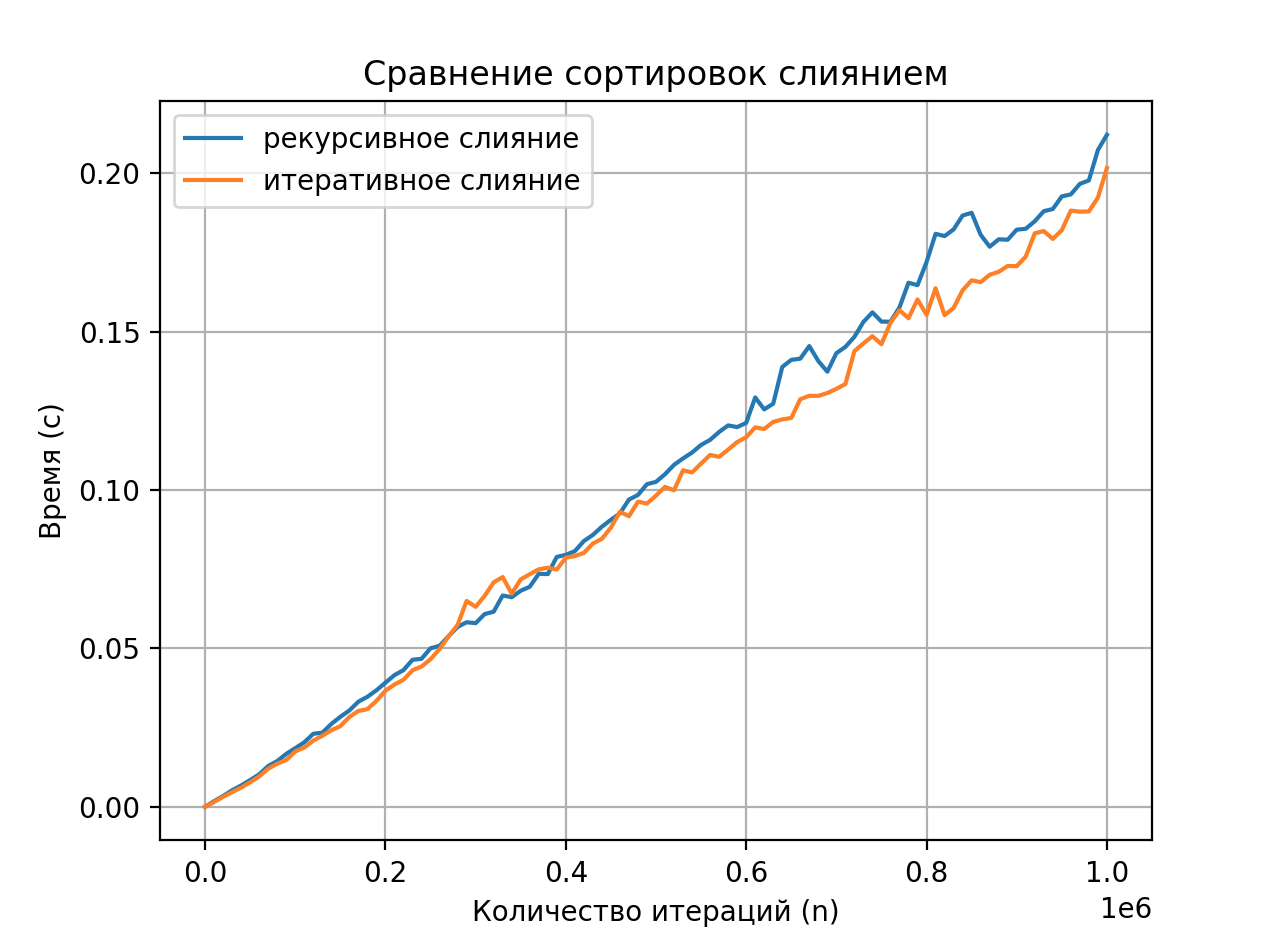 Сравнение сортировок слиянием
рекурсивное слияние
итеративное слияние
0.20
0.15
0.10
0.05
0.00
Время (с)
0.0 0.2 0.4 0.6 0.8 1.0
1e6
Количество итераций (n)